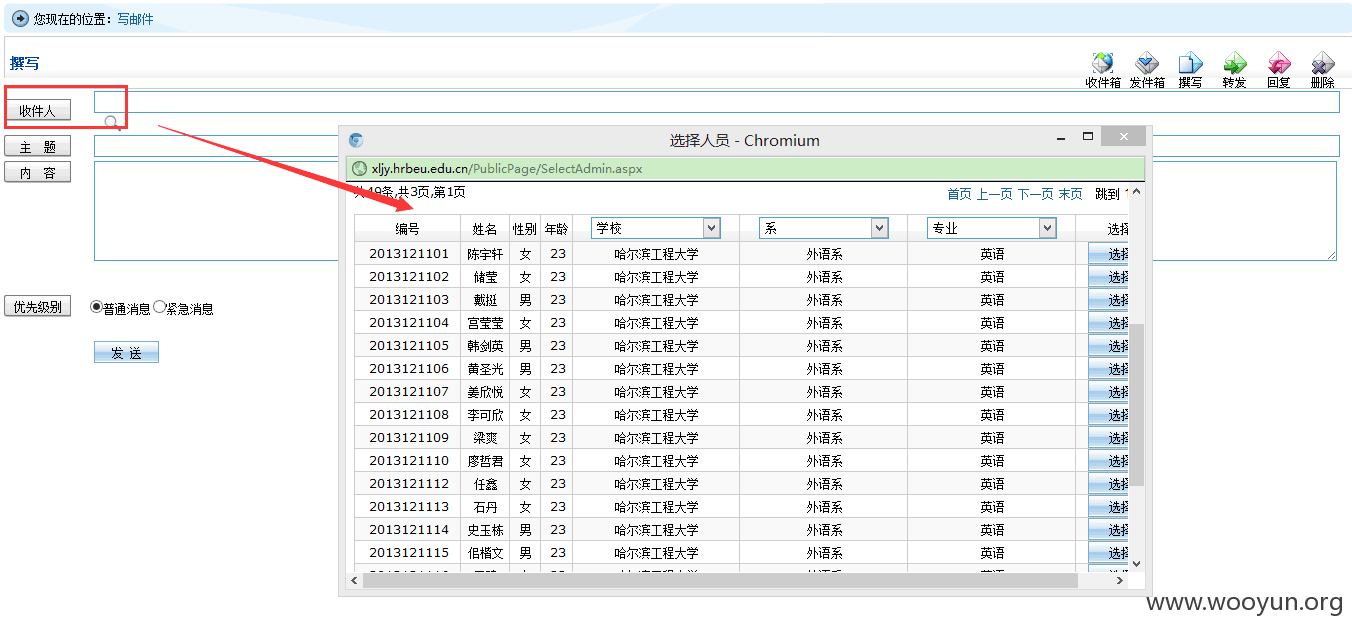 您现在的位置：写邮件
撰写
收件箱 发件箱 撰写 转发 回复 删除
收件人
主 题
内 容
优先级别
普通消息 紧急消息
发 送
选择人员 - Chromium
xljy.hrbeu.edu.cn/PublicPage/SelectAdmin.aspx
共49条,共3页,第1页 首页 上一页 下一页 末页 跳到
编号 姓名 性别 年龄 学校 系 专业 选择
2013121101 陈宇轩 女 23 哈尔滨工程大学 外语系 英语 选择
2013121102 储莹 女 23 哈尔滨工程大学 外语系 英语 选择
2013121103 戴挺 男 23 哈尔滨工程大学 外语系 英语 选择
2013121104 宫莹莹 女 23 哈尔滨工程大学 外语系 英语 选择
2013121105 韩剑英 男 23 哈尔滨工程大学 外语系 英语 选择
2013121106 黄圣光 男 23 哈尔滨工程大学 外语系 英语 选择
2013121107 姜欣悦 女 23 哈尔滨工程大学 外语系 英语 选择
2013121108 李可欣 女 23 哈尔滨工程大学 外语系 英语 选择
2013121109 梁爽 女 23 哈尔滨工程大学 外语系 英语 选择
2013121110 廖哲君 女 23 哈尔滨工程大学 外语系 英语 选择
2013121112 任鑫 女 23 哈尔滨工程大学 外语系 英语 选择
2013121113 石丹 女 23 哈尔滨工程大学 外语系 英语 选择
2013121114 史玉栋 男 23 哈尔滨工程大学 外语系 英语 选择
2013121115 佀楷文 男 23 哈尔滨工程大学 外语系 英语 选择
www.wooyun.org